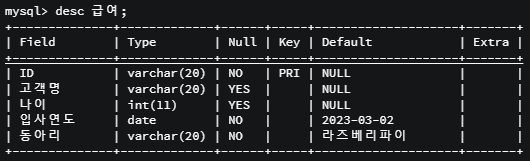 mysql> desc 급여;
+--------------+-------------+------+-----+--------------+-------+
| Field | Type | Null | Key | Default | Extra |
+--------------+-------------+------+-----+--------------+-------+
| ID | varchar(20) | NO | PRI | NULL | |
| 고객명 | varchar(20) | YES | | NULL | |
| 나이 | int(11) | YES | | NULL | |
| 입사연도 | date | NO | | 2023-03-02 | |
| 동아리 | varchar(20) | NO | | 라즈베리파이 | |
+--------------+-------------+------+-----+--------------+-------+